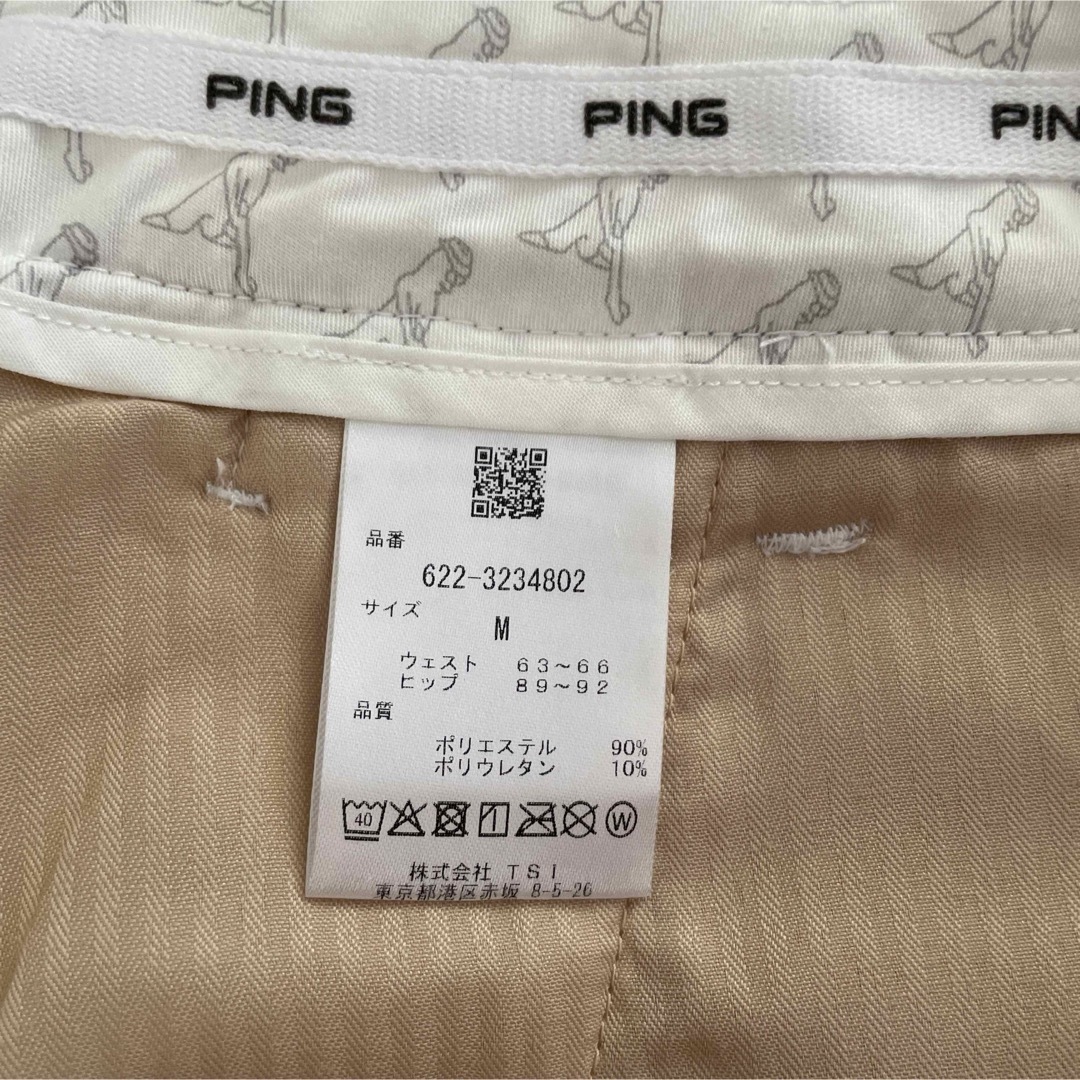 PING PING PIN
品番
622-3234802
サイズ
M
ウェスト 63～66
ヒップ 89～92
品質
ポリエステル 90%
ポリウレタン 10%
40 W
株式会社 TSI
東京都港区赤坂 8-5-26